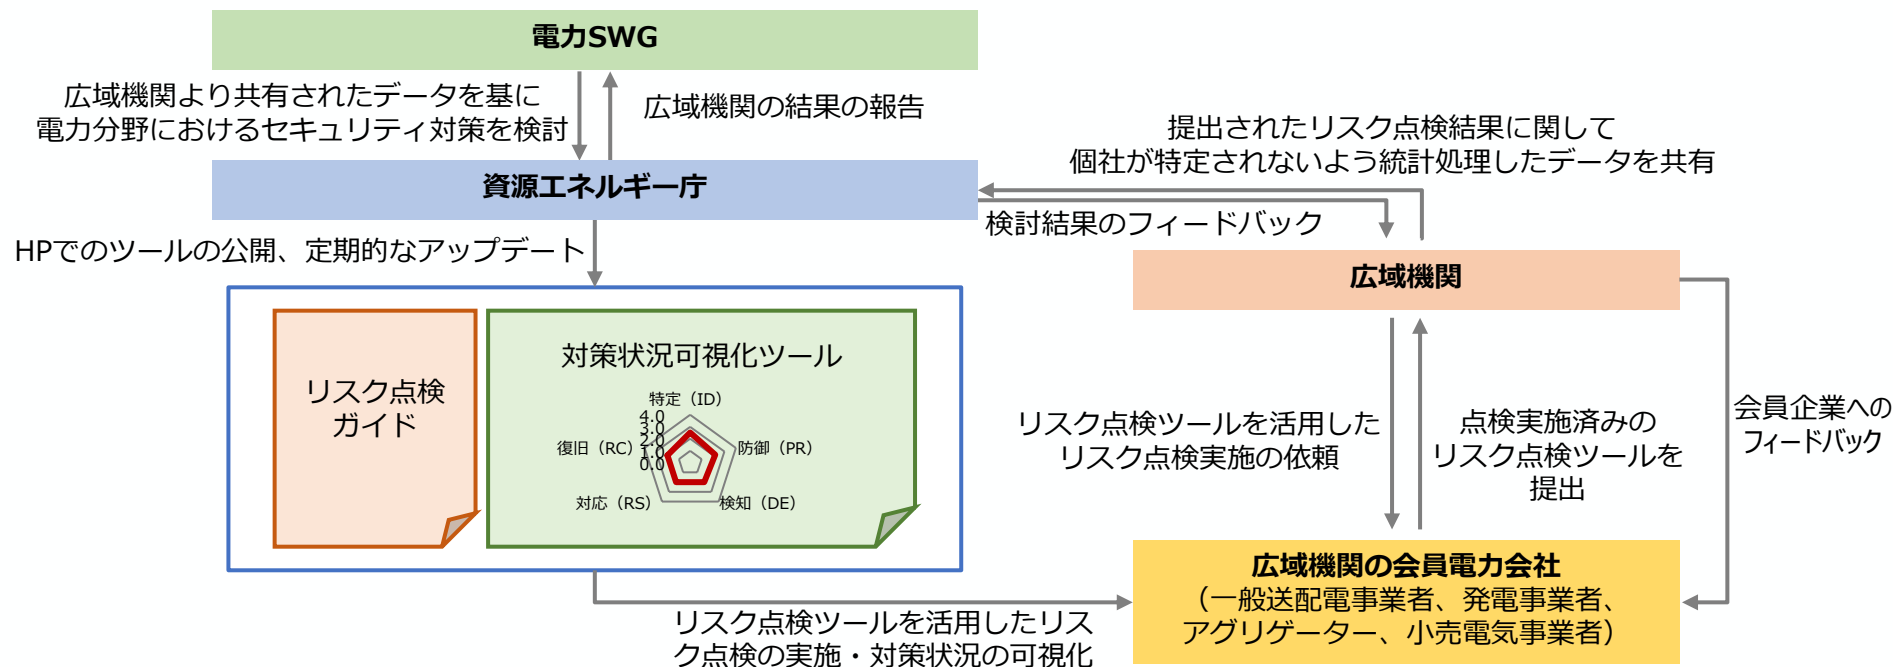 電力SWG
広域機関より共有されたデータを基に
電力分野におけるセキュリティ対策を検討
広域機関の結果の報告
提出されたリスク点検結果に関して
個社が特定されないよう統計処理したデータを共有
資源エネルギー庁
検討結果のフィードバック
HPでのツールの公開、定期的なアップデート
広域機関
リスク点検
ガイド
対策状況可視化ツール
特定（ID）
4.0
3.0
2.0
1.0
0.0
復旧（RC）
防御（PR）
対応（RS）
検知（DE）
リスク点検ツールを活用した
リスク点検実施の依頼
点検実施済みの
リスク点検ツールを
提出
会員企業への
フィードバック
広域機関の会員電力会社
（一般送配電事業者、発電事業者、
アグリゲーター、小売電気事業者）
リスク点検ツールを活用したリス
ク点検の実施・対策状況の可視化